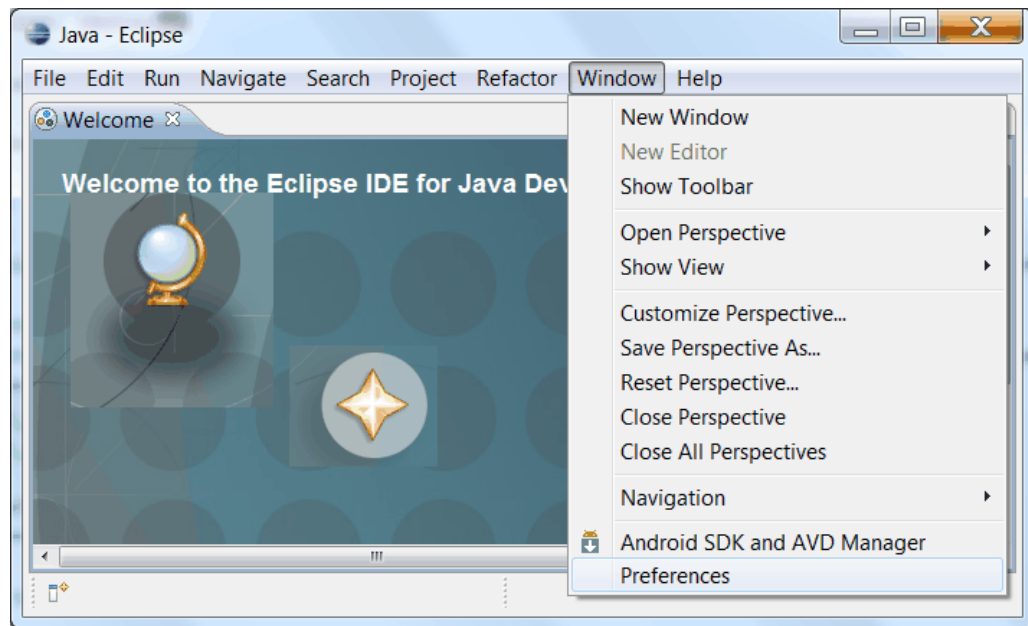 Java - Eclipse
File Edit Run Navigate Search Project Refactor Window Help
Welcome
Welcome to the Eclipse IDE for Java Dev
New Window
New Editor
Show Toolbar
Open Perspective
Show View
Customize Perspective...
Save Perspective As...
Reset Perspective...
Close Perspective
Close All Perspectives
Navigation
Android SDK and AVD Manager
Preferences